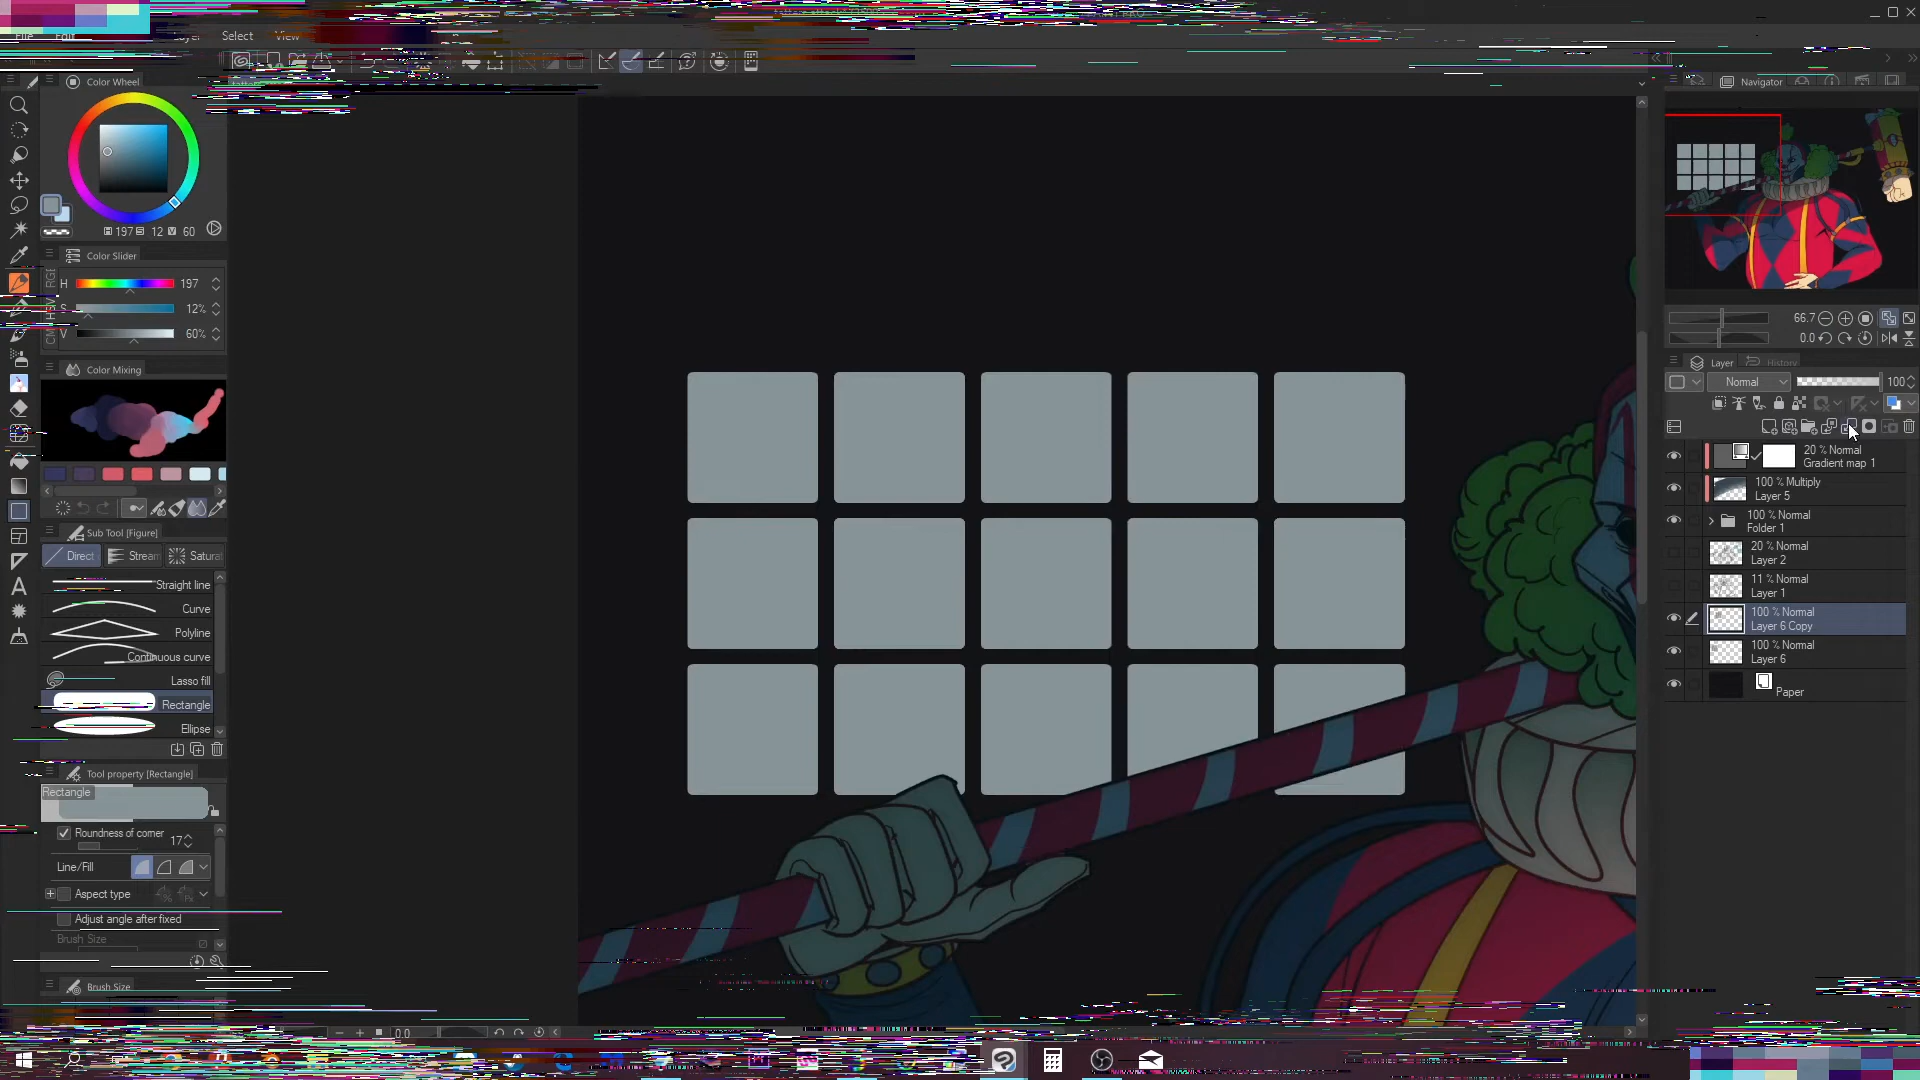 Select
View
Color Wheel
Navigator
197 12 60
Color Slider
H 197
S 12%
V 60%
66.7
0.0
Color Mixing
Layer
History
Normal 100
20 % Normal
Gradient map 1
100 % Multiply
Layer 5
100 % Normal
Folder 1
20 % Normal
Layer 2
11 % Normal
Layer 1
100 % Normal
Layer 6 Copy
100 % Normal
Layer 6
Paper
Sub Tool [Figure]
Direct
Stream
Satura
Straight line
Curve
Polyline
Continuous curve
Lasso fill
Rectangle
Ellipse
Tool property [Rectangle]
Rectangle
Roundness of corner
17
Line/Fill
Aspect type
Adjust angle after fixed
Brush Size
Brush Size
0.0